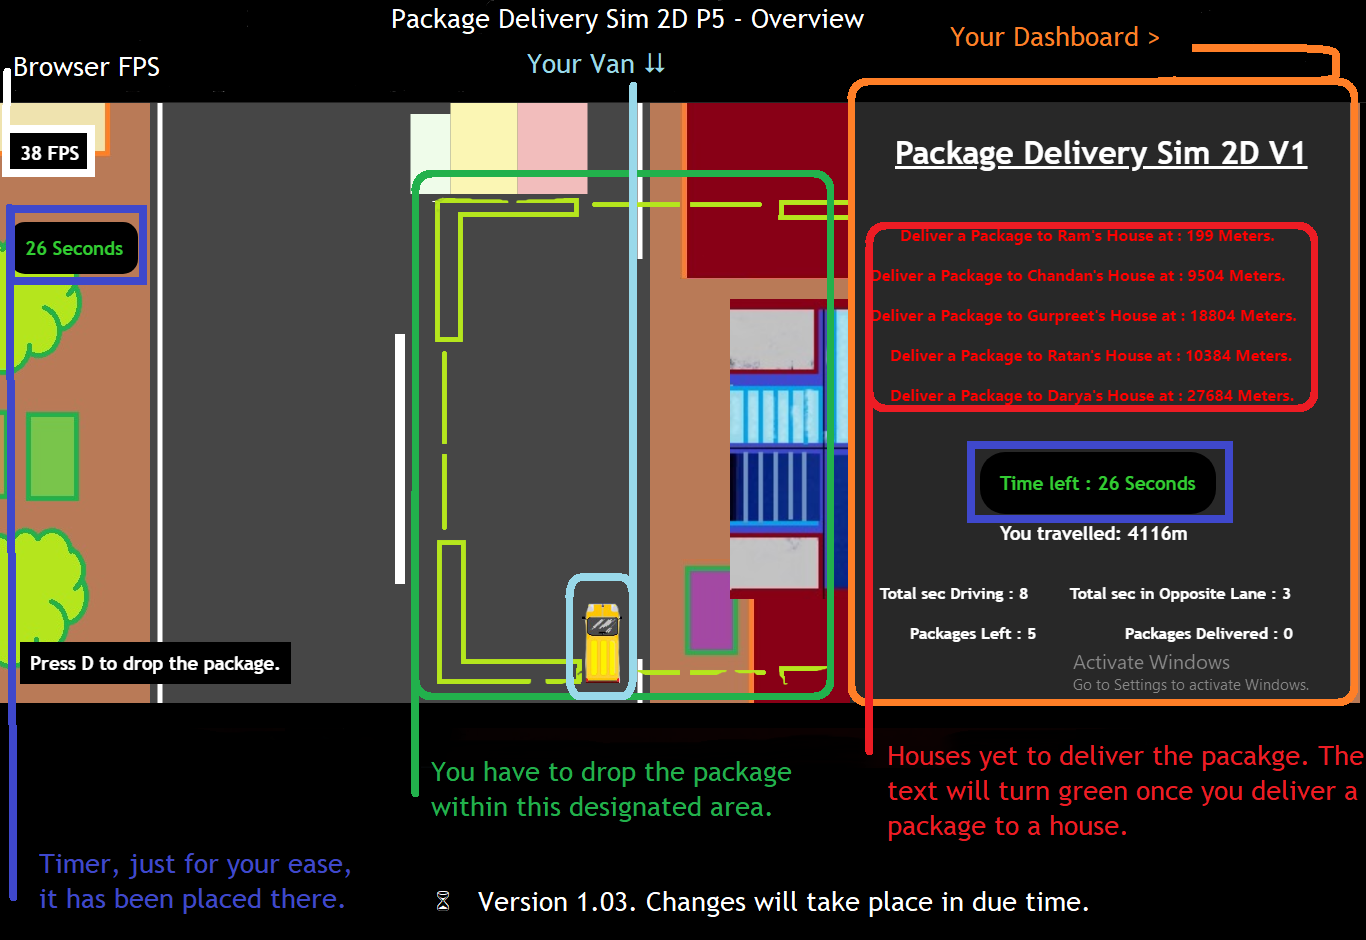 Package Delivery Sim 2D P5 - Overview
Your Dashboard >
Your Van ⇊
Browser FPS
38 FPS
26 Seconds
Package Delivery Sim 2D V1
Deliver a Package to Ram's House at : 199 Meters.
Deliver a Package to Chandan's House at : 9504 Meters.
Deliver a Package to Gurpreet's House at : 18804 Meters.
Deliver a Package to Ratan's House at : 10384 Meters.
Deliver a Package to Darya's House at : 27684 Meters.
Time left : 26 Seconds
You travelled: 4116m
Total sec Driving : 8
Total sec in Opposite Lane : 3
Packages Left : 5
Packages Delivered : 0
Press D to drop the package.
Activate Windows
Go to Settings to activate Windows.
You have to drop the package
within this designated area.
Houses yet to deliver the pacakge. The
text will turn green once you deliver a
package to a house.
Timer, just for your ease,
it has been placed there.
⌛ Version 1.03. Changes will take place in due time.